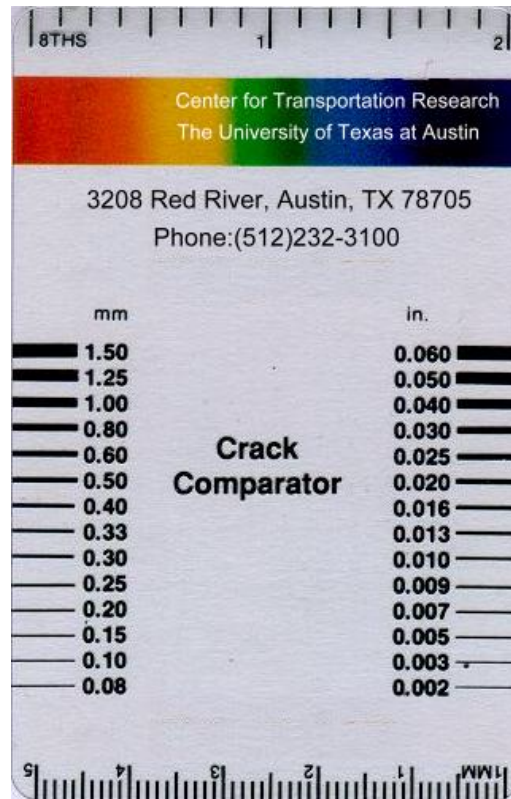 8THS 1 2
Center for Transportation Research
The University of Texas at Austin
3208 Red River, Austin, TX 78705
Phone:(512)232-3100
mm in.
1.50 0.060
1.25 0.050
1.00 0.040
0.80 0.030
0.60 0.025
0.50 0.020
0.40 0.016
0.33 0.013
0.30 0.010
0.25 0.009
0.20 0.007
0.15 0.005
0.10 0.003
0.08 0.002
Crack
Comparator
5 4 3 2 1 1MM